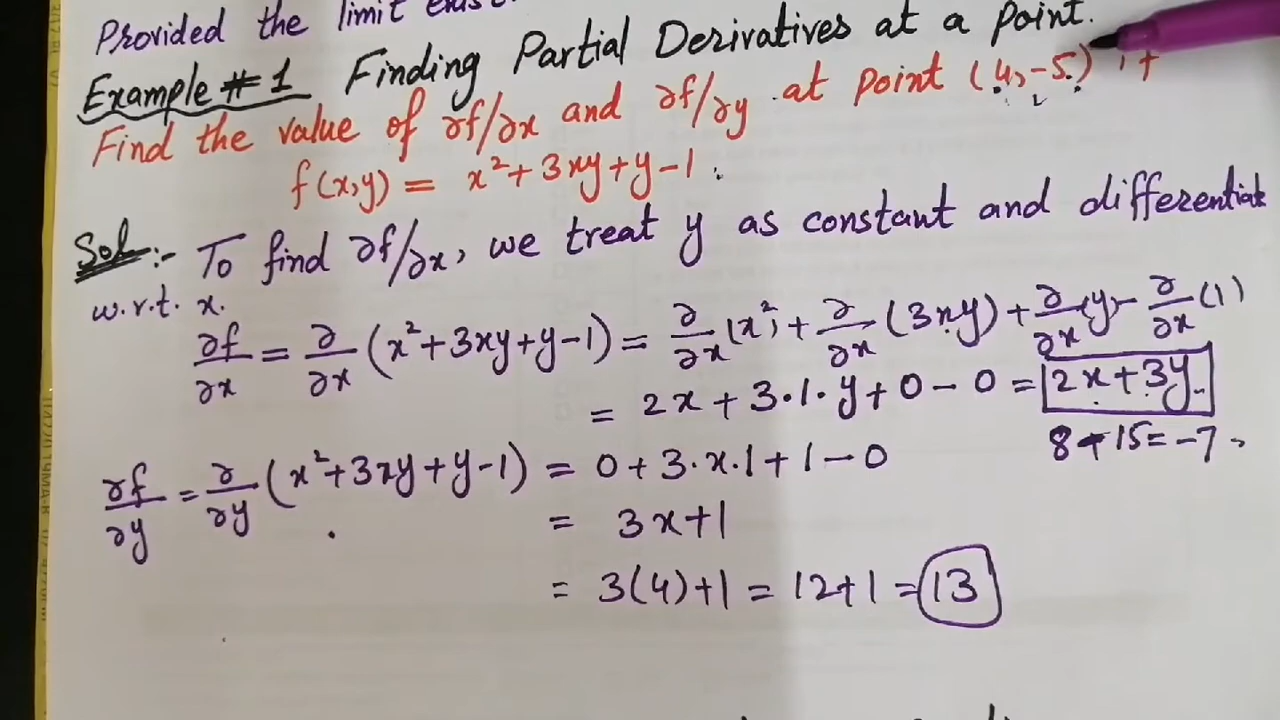 Provided the limit exist.
Example #1 Finding Partial Derivatives at a point.
Find the value of ∂f/∂x and ∂f/∂y at point (4,-5) if
f(x,y) = x²+3xy+y-1.
Sol:- To find ∂f/∂x, we treat y as constant and differentiate
w.r.t. x.
∂f/∂x = ∂/∂x (x²+3xy+y-1) = ∂/∂x (x²) + ∂/∂x (3xy) + ∂/∂x (y) - ∂/∂x (1)
= 2x + 3·1·y + 0 - 0 = 2x+3y
8-15 = -7
∂f/∂y = ∂/∂y (x²+3xy+y-1) = 0 + 3·x·1 + 1 - 0
= 3x+1
= 3(4)+1 = 12+1 = 13